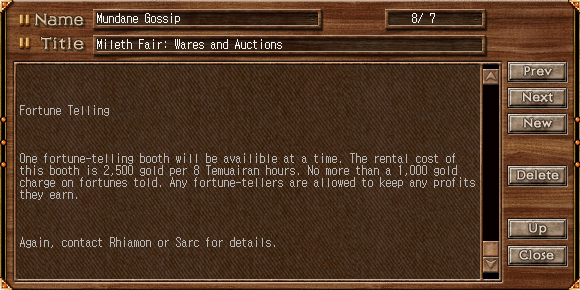 Name Mundane Gossip 8/ 7
Title Mileth Fair: Wares and Auctions
Prev
Next
New
Delete
Up
Close
Fortune Telling
One fortune-telling booth will be availible at a time. The rental cost of
this booth is 2,500 gold per 8 Temuairan hours. No more than a 1,000 gold
charge on fortunes told. Any fortune-tellers are allowed to keep any profits
they earn.
Again, contact Rhiamon or Sarc for details.